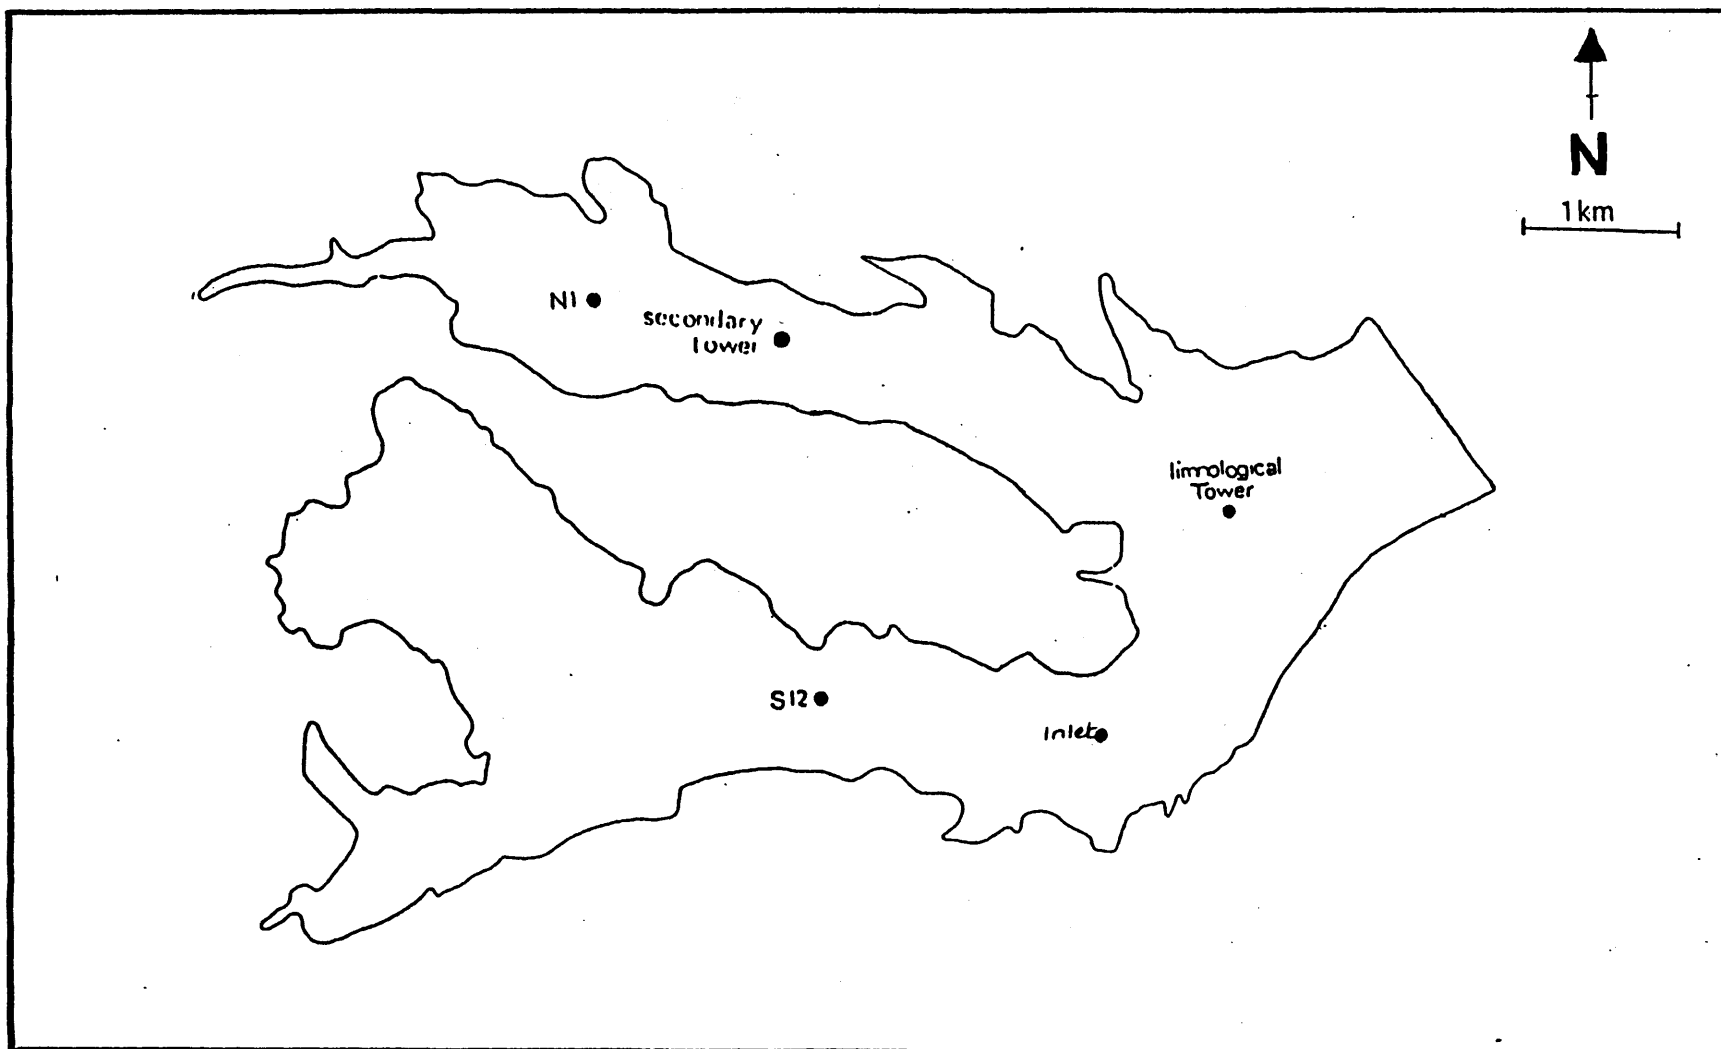 N
1km
N1
secondary
Tower
limnological
Tower
S12
Inlet